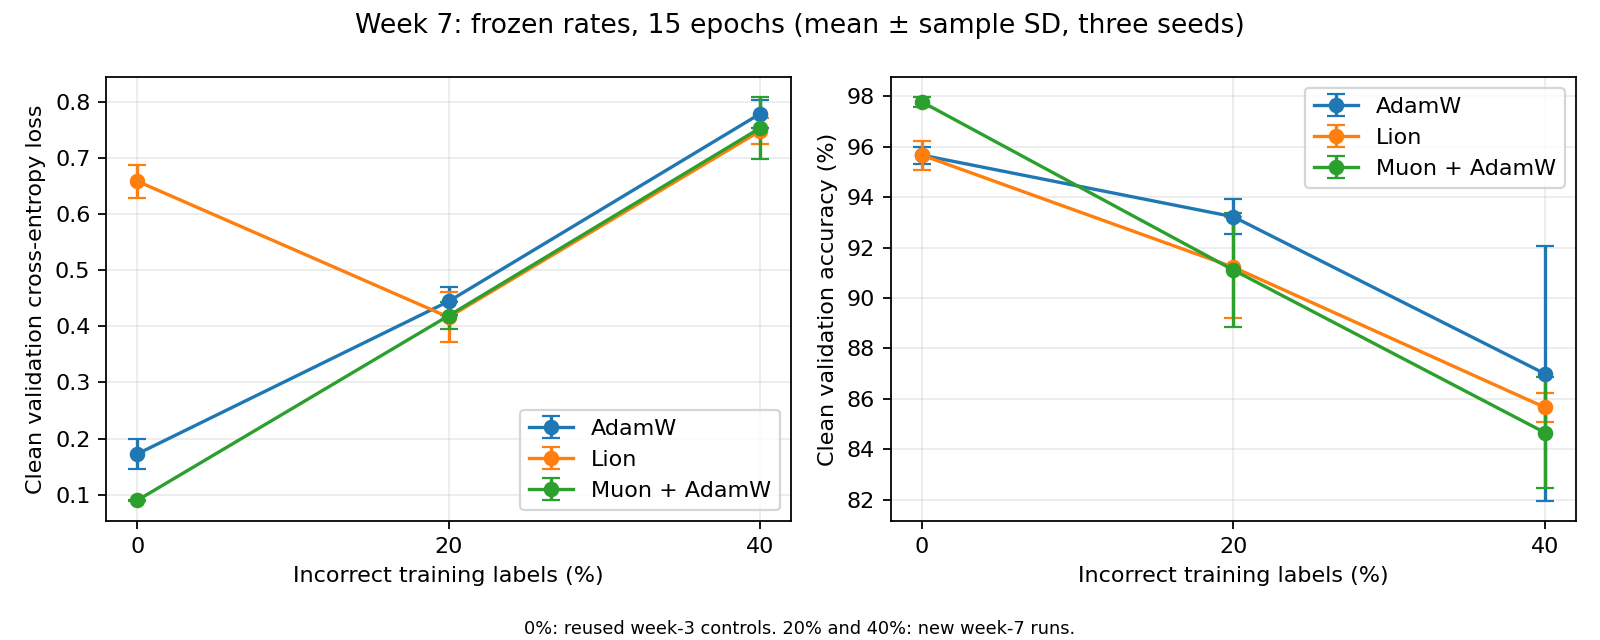 Week 7: frozen rates, 15 epochs (mean ± sample SD, three seeds)
Clean validation cross-entropy loss
0.8
0.7
0.6
0.5
0.4
0.3
0.2
0.1
AdamW
Lion
Muon + AdamW
0 20 40
Incorrect training labels (%)
Clean validation accuracy (%)
98
96
94
92
90
88
86
84
82
AdamW
Lion
Muon + AdamW
0 20 40
Incorrect training labels (%)
0%: reused week-3 controls. 20% and 40%: new week-7 runs.